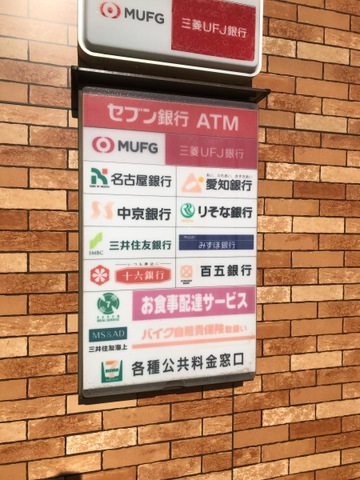 MUFG 三菱UFJ銀行
セブン銀行 ATM
MUFG 三菱UFJ銀行
名古屋銀行 愛知銀行
中京銀行 りそな銀行
SMBC 三井住友銀行 みずほ銀行
十六銀行 百五銀行
お食事配達サービス
MS&AD
三井住友海上
バイク自賠責保険取扱い
各種公共料金窓口